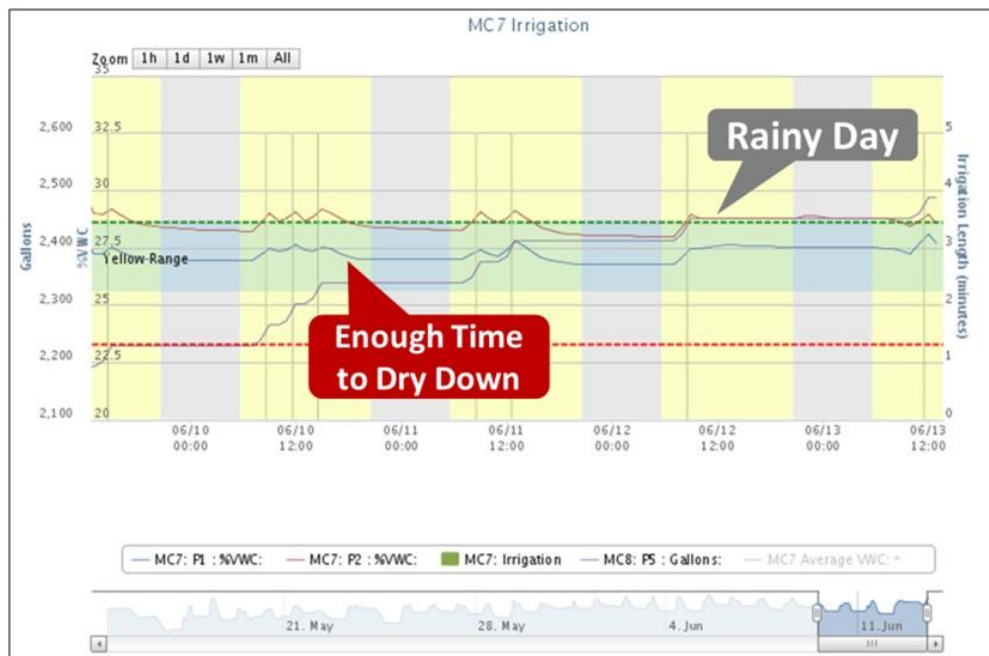 MC7 Irrigation
Zoom 1h 1d 1w 1m All
35
2,600 32.5 5
Rainy Day
2,500 30 4
2,400 27.5 3
Yellow Range
2,300 25 2
Enough Time
to Dry Down
2,200 22.5 1
2,100 20 0
Gallons
%VWC
Irrigation Length (minutes)
06/10 06/10 06/11 06/11 06/12 06/12 06/13 06/13
00:00 12:00 00:00 12:00 00:00 12:00 00:00 12:00
MC7: P1 : %VWC: MC7: P2 : %VWC: MC7: Irrigation MC8: P5 : Gallons: MC7 Average VWC: *
21. May 28. May 4. Jun 11. Jun